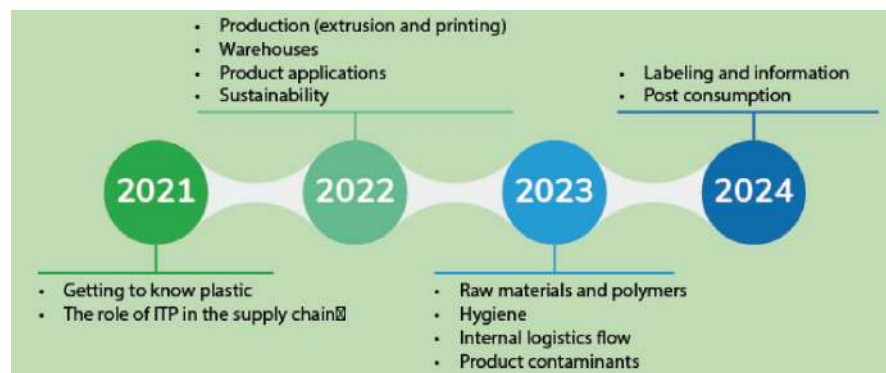 • Production (extrusion and printing)
• Warehouses
• Product applications
• Sustainability
• Labeling and information
• Post consumption
2021
2022
2023
2024
• Getting to know plastic
• The role of ITP in the supply chain
• Raw materials and polymers
• Hygiene
• Internal logistics flow
• Product contaminants